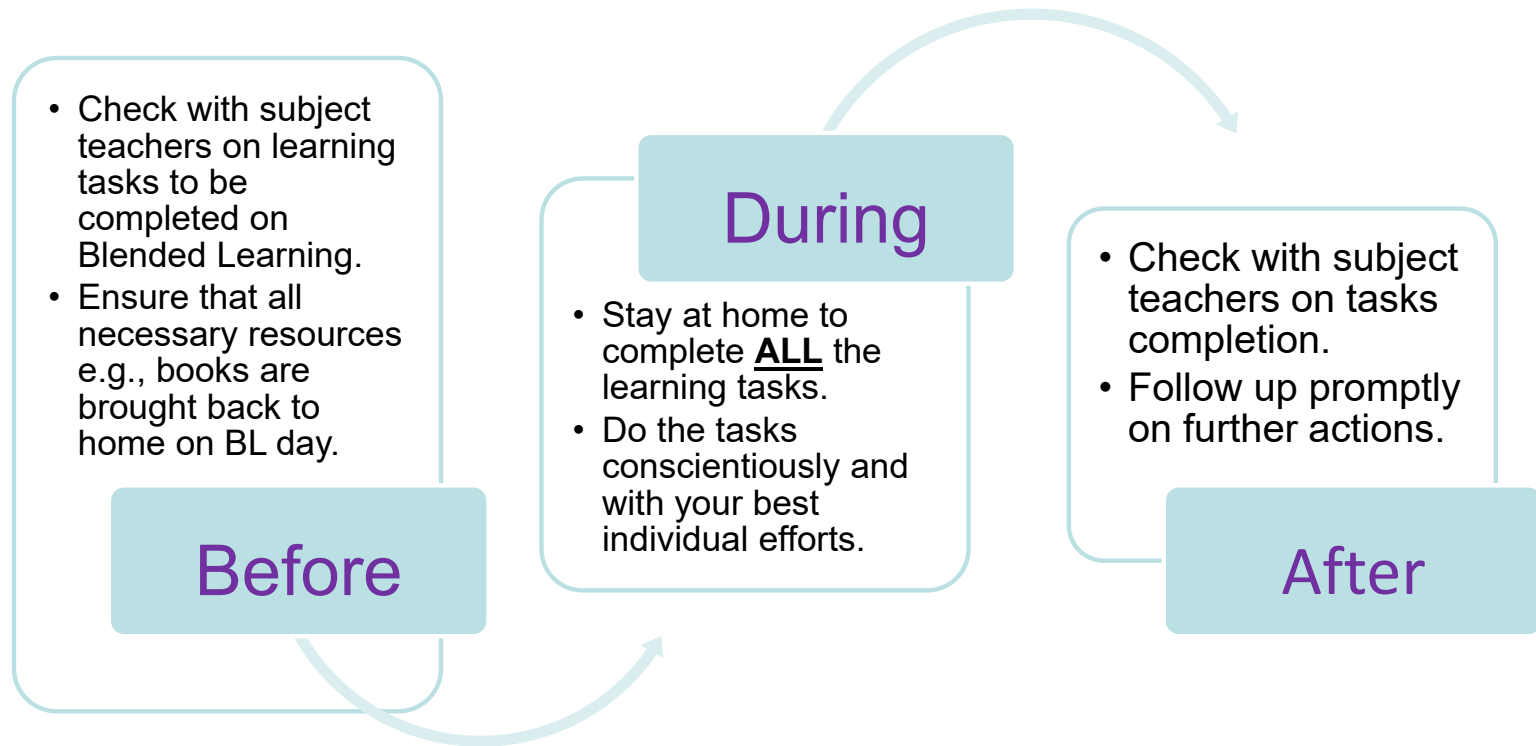 • Check with subject
teachers on learning
tasks to be
completed on
Blended Learning.
• Ensure that all
necessary resources
e.g., books are
brought back to
home on BL day.
Before
During
• Stay at home to
complete ALL the
learning tasks.
• Do the tasks
conscientiously and
with your best
individual efforts.
• Check with subject
teachers on tasks
completion.
• Follow up promptly
on further actions.
After